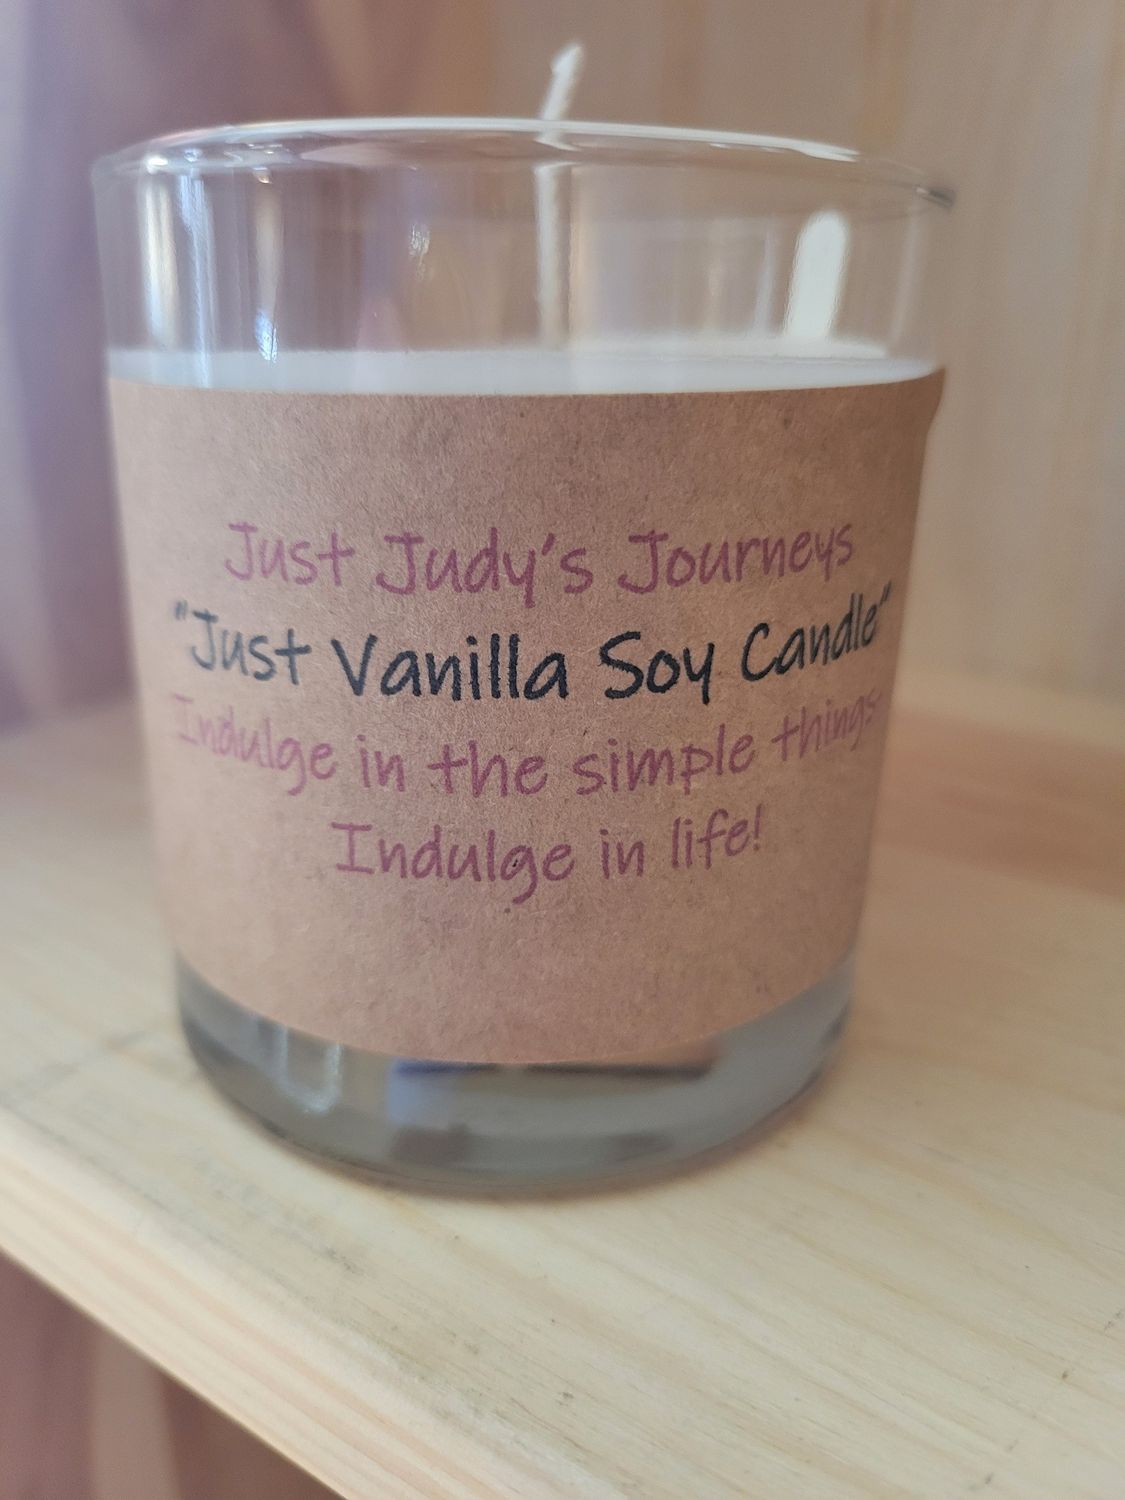 Just Judy's Journeys
"Just Vanilla Soy Candle"
Indulge in the simple things-
Indulge in life!